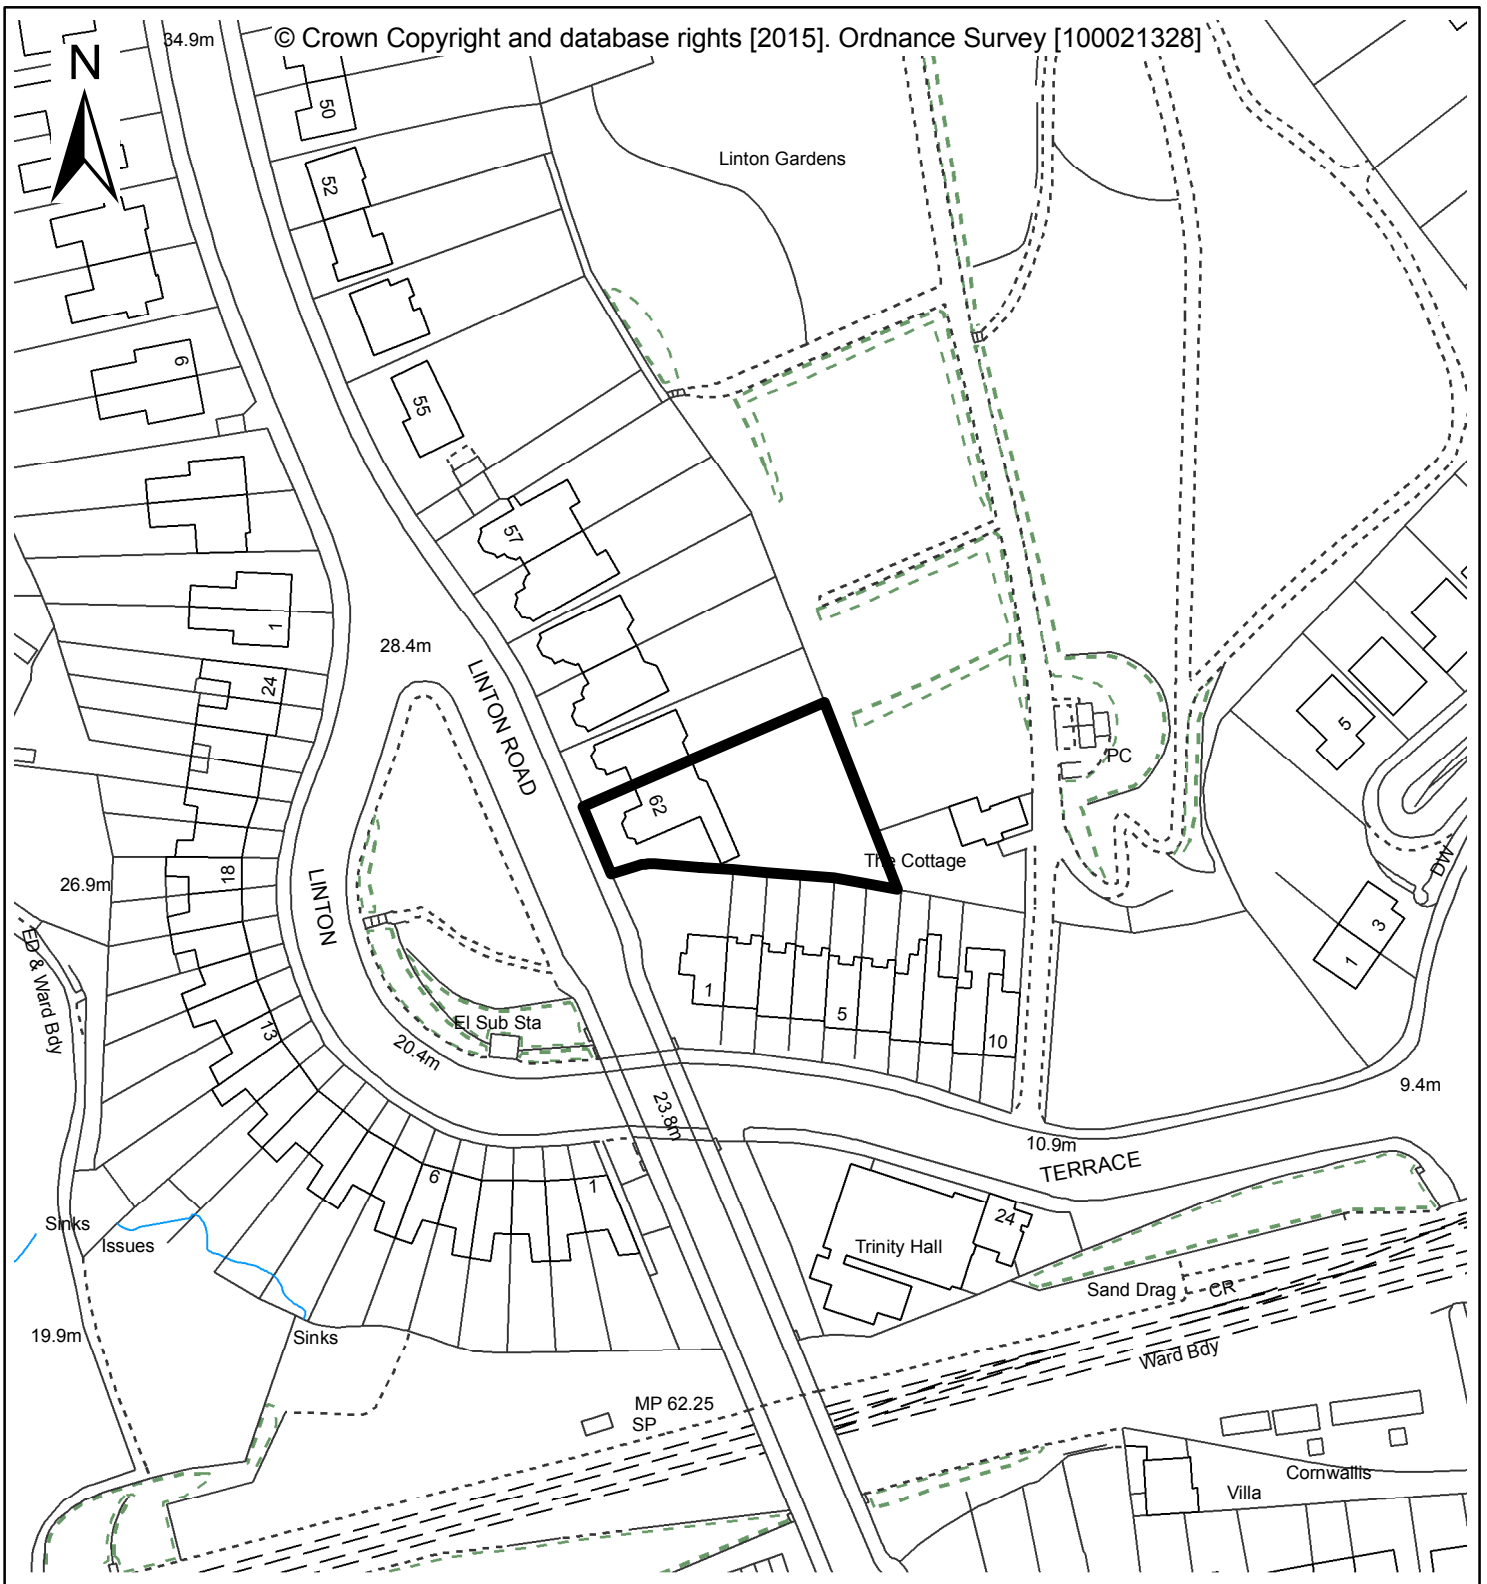 © Crown Copyright and database rights [2015]. Ordnance Survey [100021328]
34.9m
N
50
Linton Gardens
52
9
55
57
1
28.4m
24
LINTON ROAD
5
PC
62
The Cottage
DW
18
26.9m
LINTON
3
1
ED & Ward Bdy
1
5
10
El Sub Sta
13
20.4m
9.4m
23.8m
10.9m
TERRACE
6
1
24
Sinks
Issues
Trinity Hall
Sand Drag
CR
19.9m
Sinks
Ward Bdy
MP 62.25
SP
Cornwallis
Villa